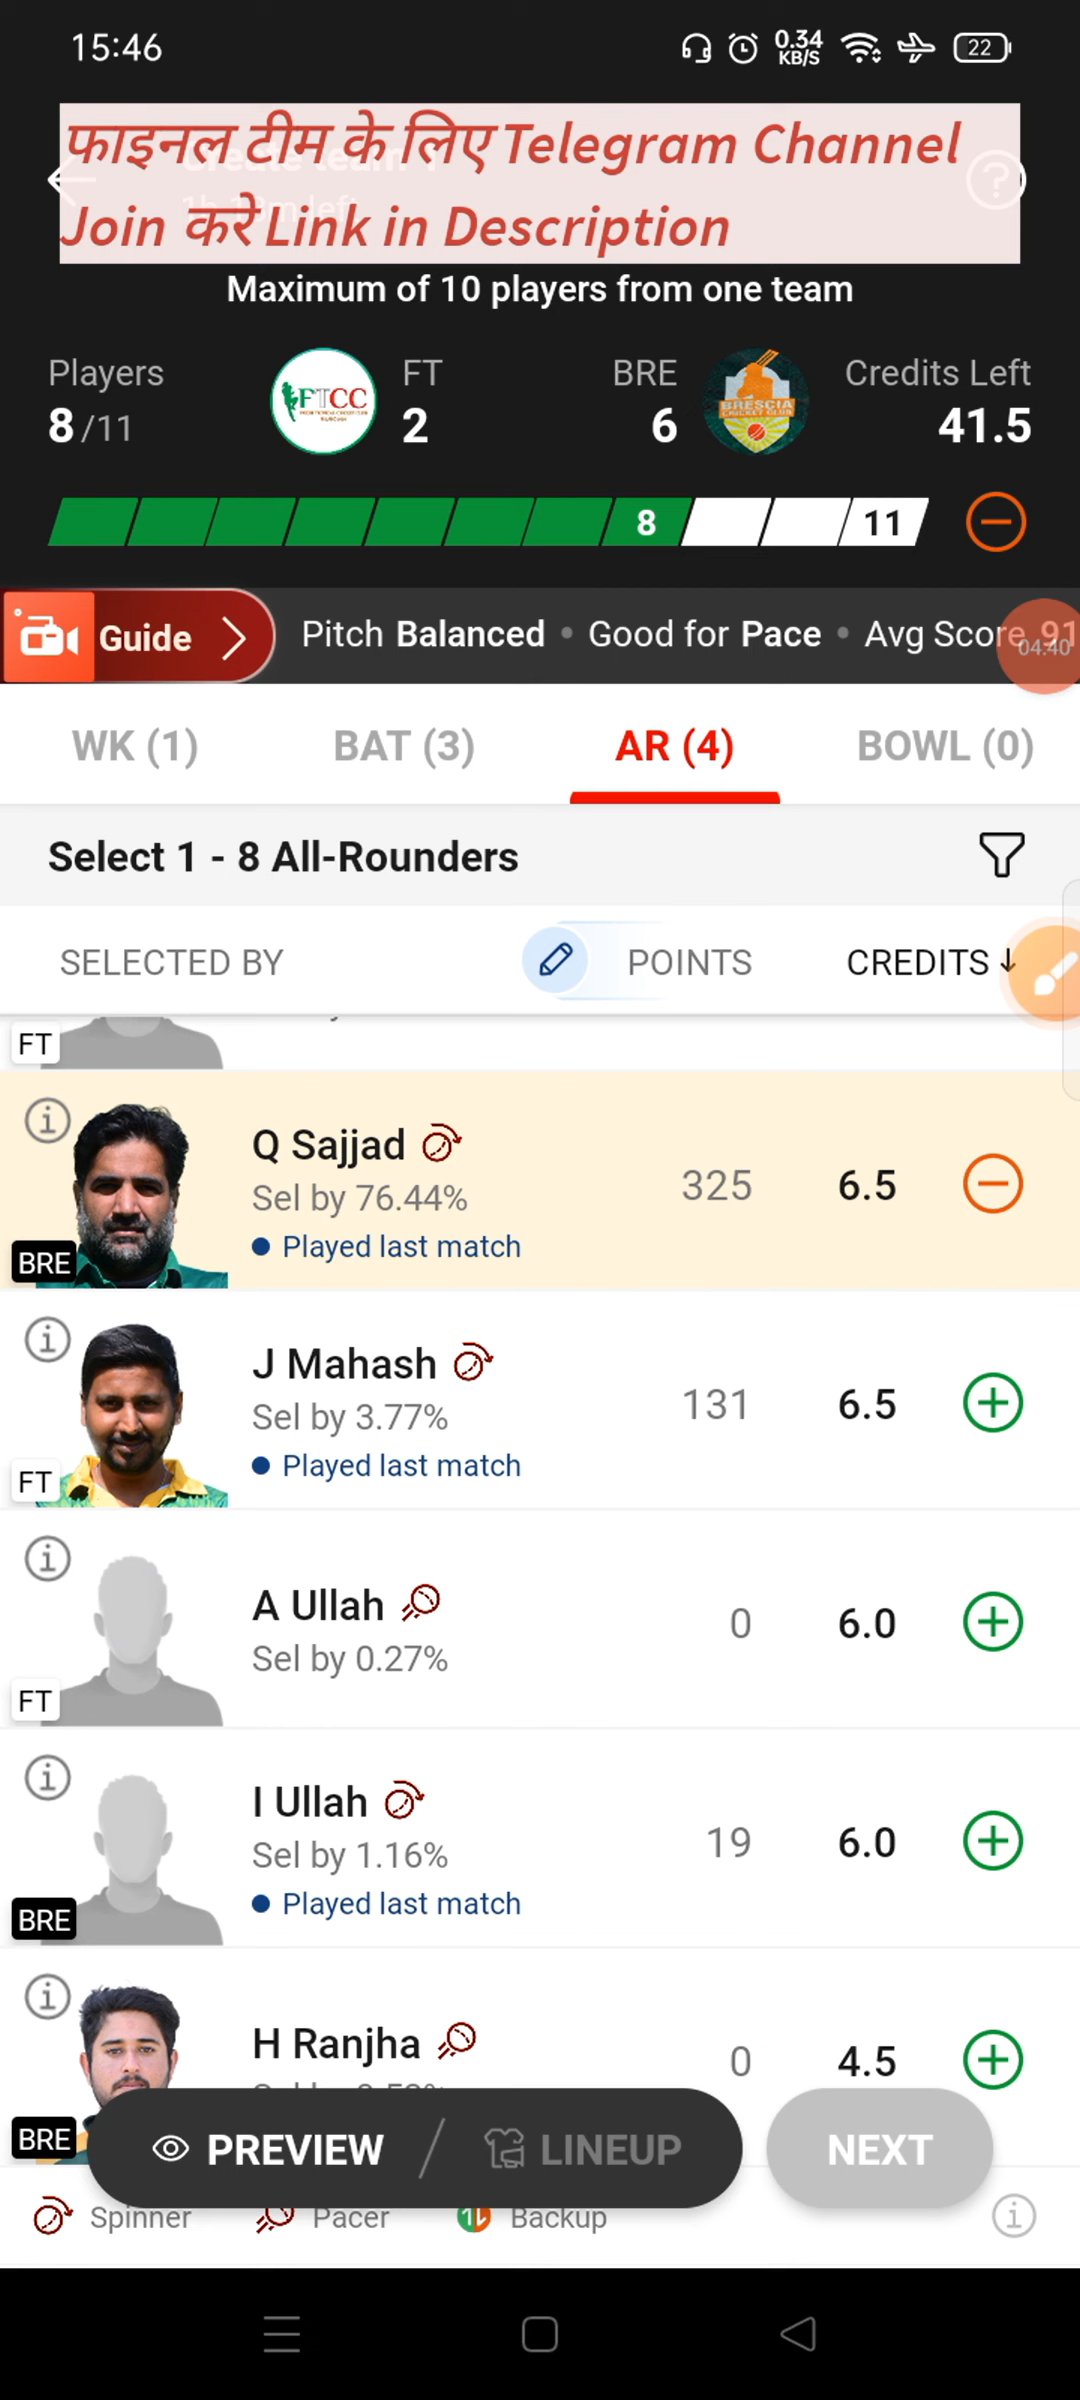 15:46
0.34 KB/S
22
फाइनल टीम के लिए Telegram Channel
Join करे Link in Description
Maximum of 10 players from one team
Players
8/11
FTCC
FT
2
BRE
6
BRESCIA
Credits Left
41.5
8
11
Guide
Pitch Balanced • Good for Pace • Avg Score 91
04:40
WK (1)
BAT (3)
AR (4)
BOWL (0)
Select 1 - 8 All-Rounders
SELECTED BY
POINTS
CREDITS
FT
Q Sajjad
Sel by 76.44%
Played last match
325
6.5
BRE
J Mahash
Sel by 3.77%
Played last match
131
6.5
FT
A Ullah
Sel by 0.27%
0
6.0
FT
I Ullah
Sel by 1.16%
Played last match
19
6.0
BRE
H Ranjha
0
4.5
BRE
PREVIEW
LINEUP
NEXT
Spinner
Pacer
Backup